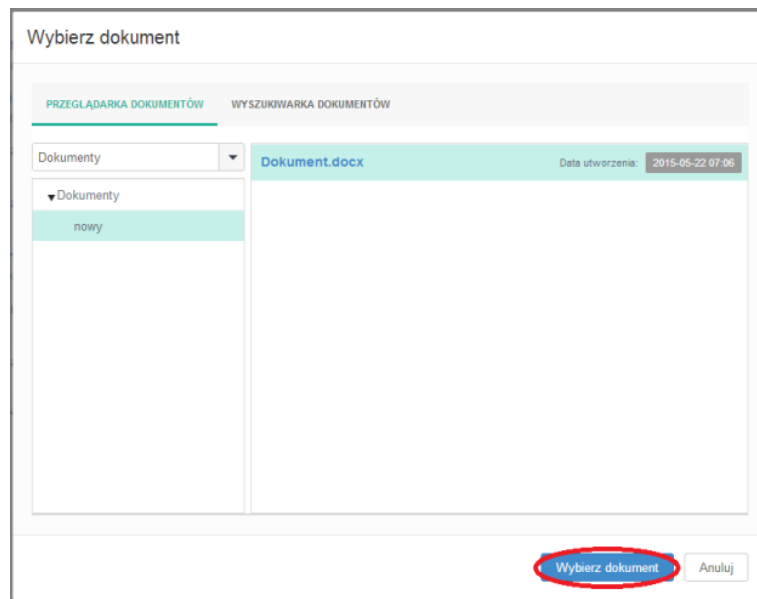 Wybierz dokument
PRZEGLĄDARKA DOKUMENTÓW WYSZUKIWARKA DOKUMENTÓW
Dokumenty
Dokumenty
nowy
Dokument.docx Data utworzenia: 2015-05-22 07:06
Wybierz dokument Anuluj